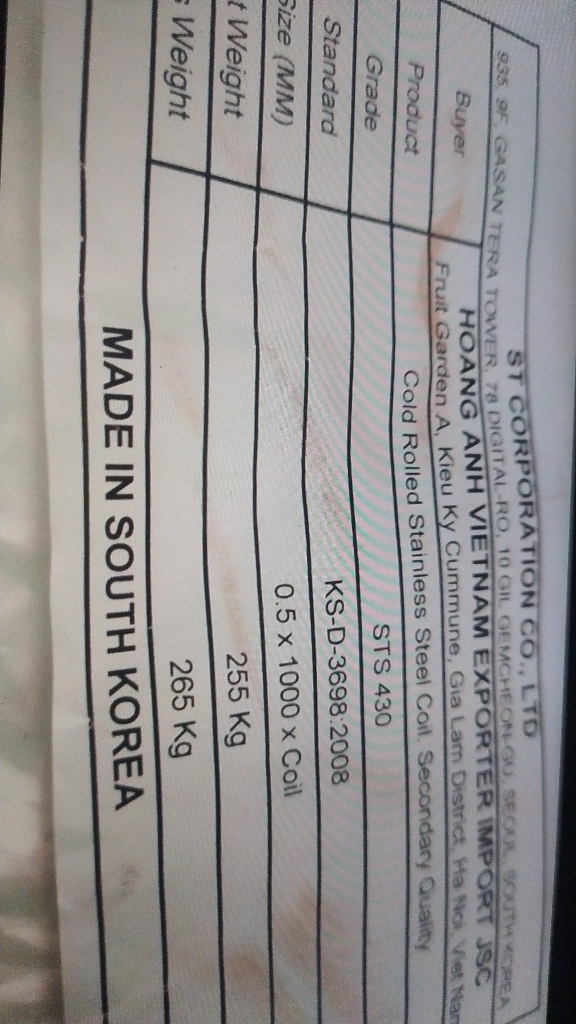 ST CORPORATION CO., LTD
935, 9F, GASAN TERA TOWER, 78 DIGITAL-RO, 10 GIL, GEMCHEON-GU, SEOUL, SOUTH KOREA
Buyer HOANG ANH VIETNAM EXPORTER IMPORT JSC
Fruit Garden A, Kieu Ky Cummune, Gia Lam District, Ha Noi, Viet Nam
Product Cold Rolled Stainless Steel Coil. Secondary Quality
Grade STS 430
Standard KS-D-3698:2008
Size (MM) 0.5 x 1000 x Coil
t Weight 255 Kg
s Weight 265 Kg
MADE IN SOUTH KOREA